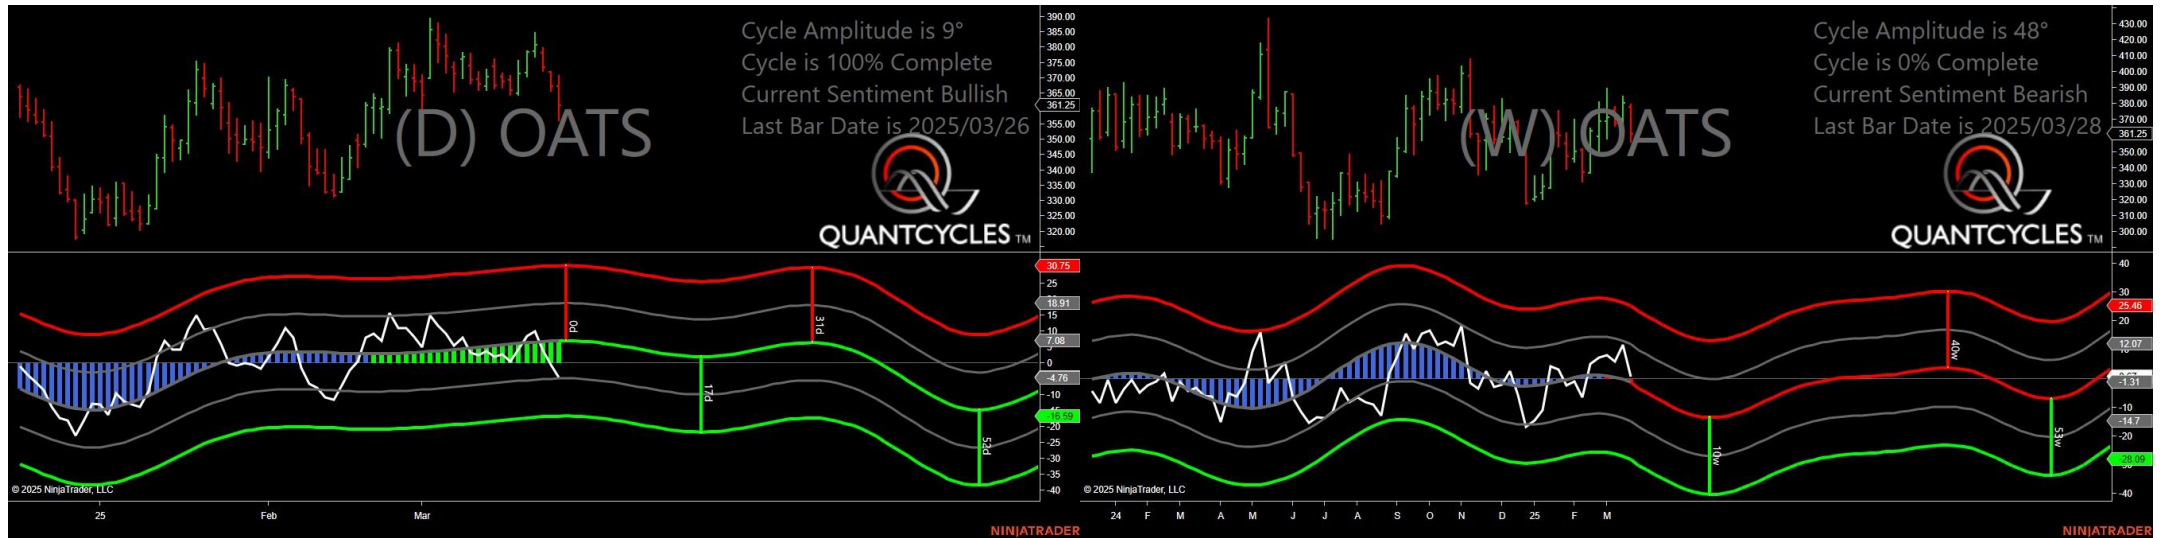 Cycle Amplitude is 9°
Cycle is 100% Complete
Current Sentiment Bullish
Last Bar Date is 2025/03/26
(D) OATS
QUANTCYCLES TM
390.00
385.00
380.00
375.00
370.00
365.00
361.25
355.00
350.00
345.00
340.00
335.00
330.00
325.00
320.00
30.75
25
18.91
15
10
7.08
0
-4.76
-10
-16.59
-20
-25
-30
-35
-40
0d
17d
31d
52d
© 2025 NinjaTrader, LLC
25 Feb Mar
NINJATRADER
Cycle Amplitude is 48°
Cycle is 0% Complete
Current Sentiment Bearish
Last Bar Date is 2025/03/28
(W) OATS
QUANTCYCLES TM
430.00
420.00
410.00
400.00
390.00
380.00
370.00
361.25
350.00
340.00
330.00
320.00
310.00
300.00
40
30
25.46
20
12.07
-1.31
-10
-14.7
-20
-28.09
-40
10w
40w
53w
© 2025 NinjaTrader, LLC
24 F M A M J J A S O N D 25 F M
NINJATRADER